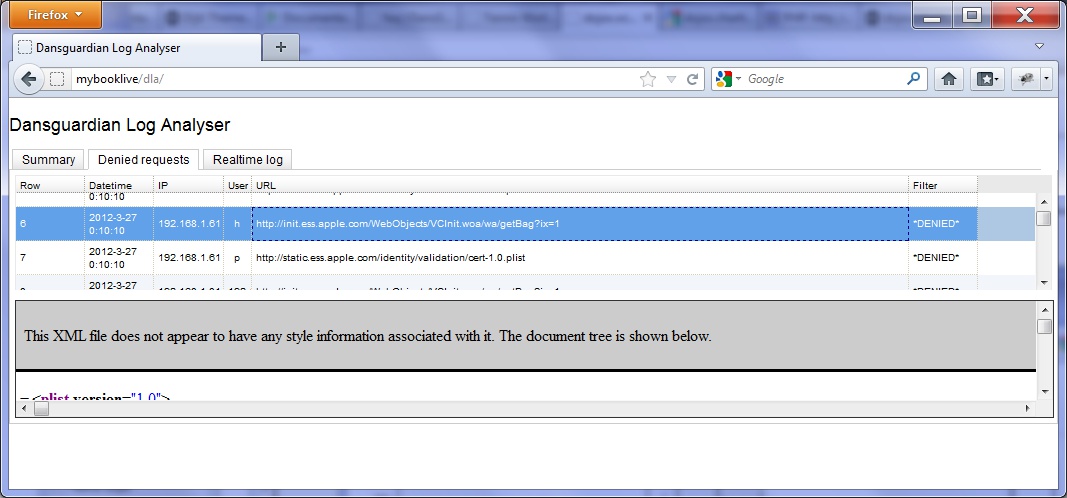 Firefox
Dansguardian Log Analyser
mybooklive/dla/
Google
Dansguardian Log Analyser
Summary Denied requests Realtime log
Row Datetime IP User URL Filter
0:10:10
6 2012-3-27 0:10:10 192.168.1.61 h http://init.ess.apple.com/WebObjects/VCInit.woa/wa/getBag?ix=1 *DENIED*
7 2012-3-27 0:10:10 192.168.1.61 p http://static.ess.apple.com/identity/validation/cert-1.0.plist *DENIED*
2012-3-27
This XML file does not appear to have any style information associated with it. The document tree is shown below.
–<plist version="1.0">